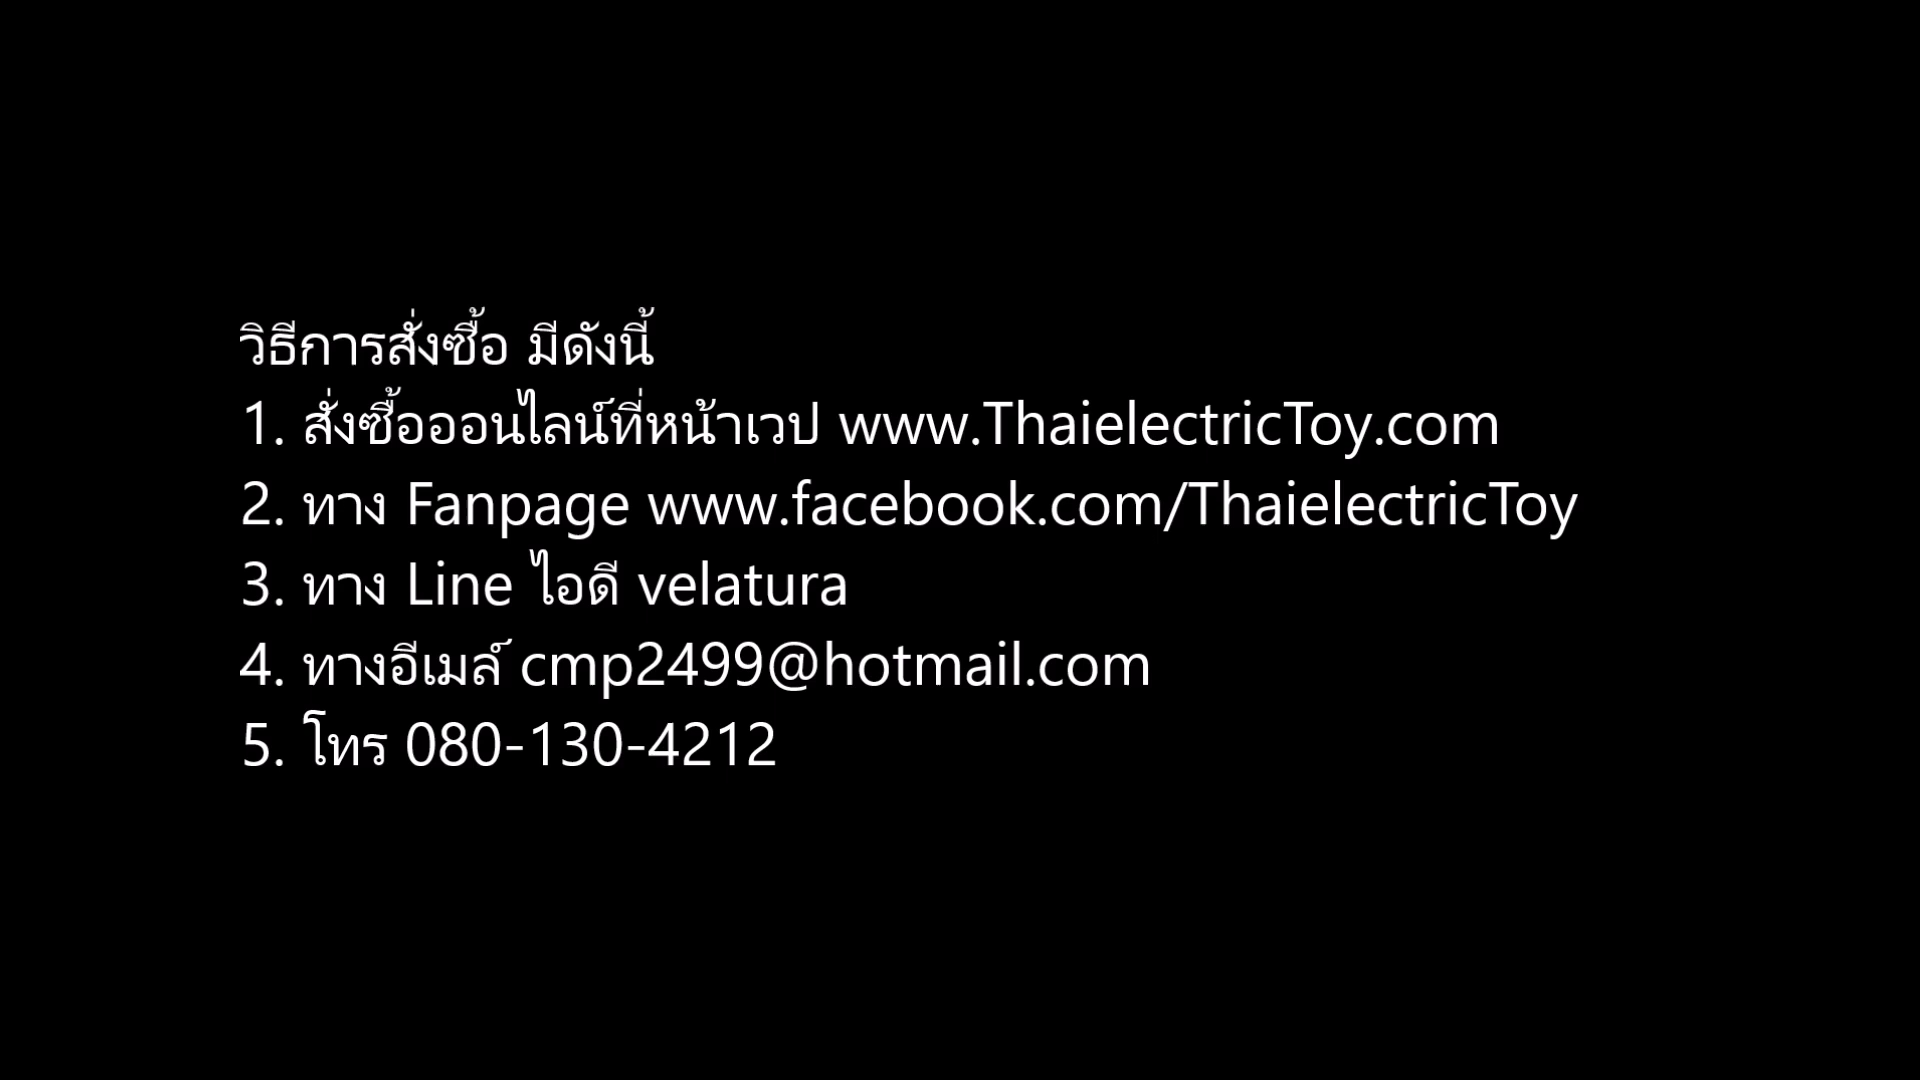 วิธีการสั่งซื้อ มีดังนี้
1. สั่งซื้อออนไลน์ที่หน้าเวป www.ThaielectricToy.com
2. ทาง Fanpage www.facebook.com/ThaielectricToy
3. ทาง Line ไอดี velatura
4. ทางอีเมล์ cmp2499@hotmail.com
5. โทร 080-130-4212